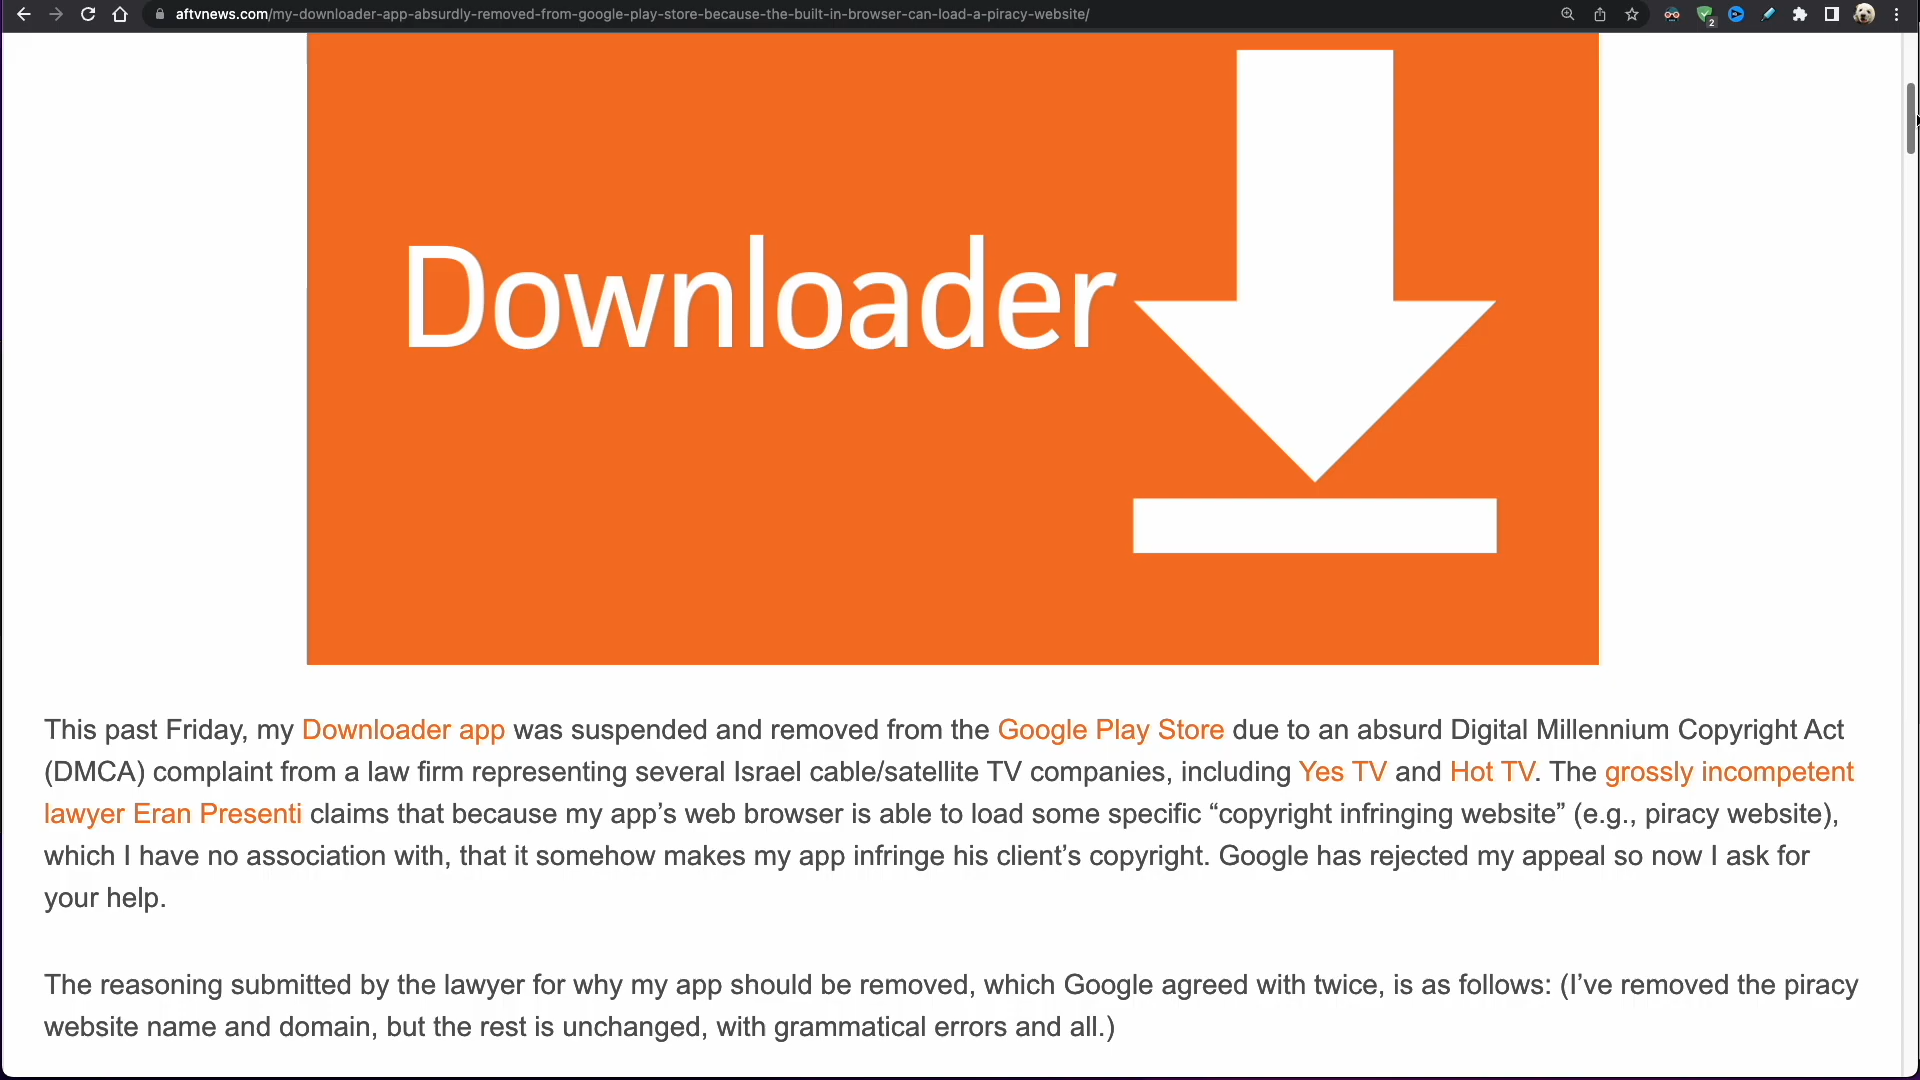 aftvnews.com/my-downloader-app-absurdly-removed-from-google-play-store-because-the-built-in-browser-can-load-a-piracy-website/
2
Downloader
This past Friday, my Downloader app was suspended and removed from the Google Play Store due to an absurd Digital Millennium Copyright Act
(DMCA) complaint from a law firm representing several Israel cable/satellite TV companies, including Yes TV and Hot TV. The grossly incompetent
lawyer Eran Presenti claims that because my app’s web browser is able to load some specific “copyright infringing website” (e.g., piracy website),
which I have no association with, that it somehow makes my app infringe his client’s copyright. Google has rejected my appeal so now I ask for
your help.
The reasoning submitted by the lawyer for why my app should be removed, which Google agreed with twice, is as follows: (I’ve removed the piracy
website name and domain, but the rest is unchanged, with grammatical errors and all.)